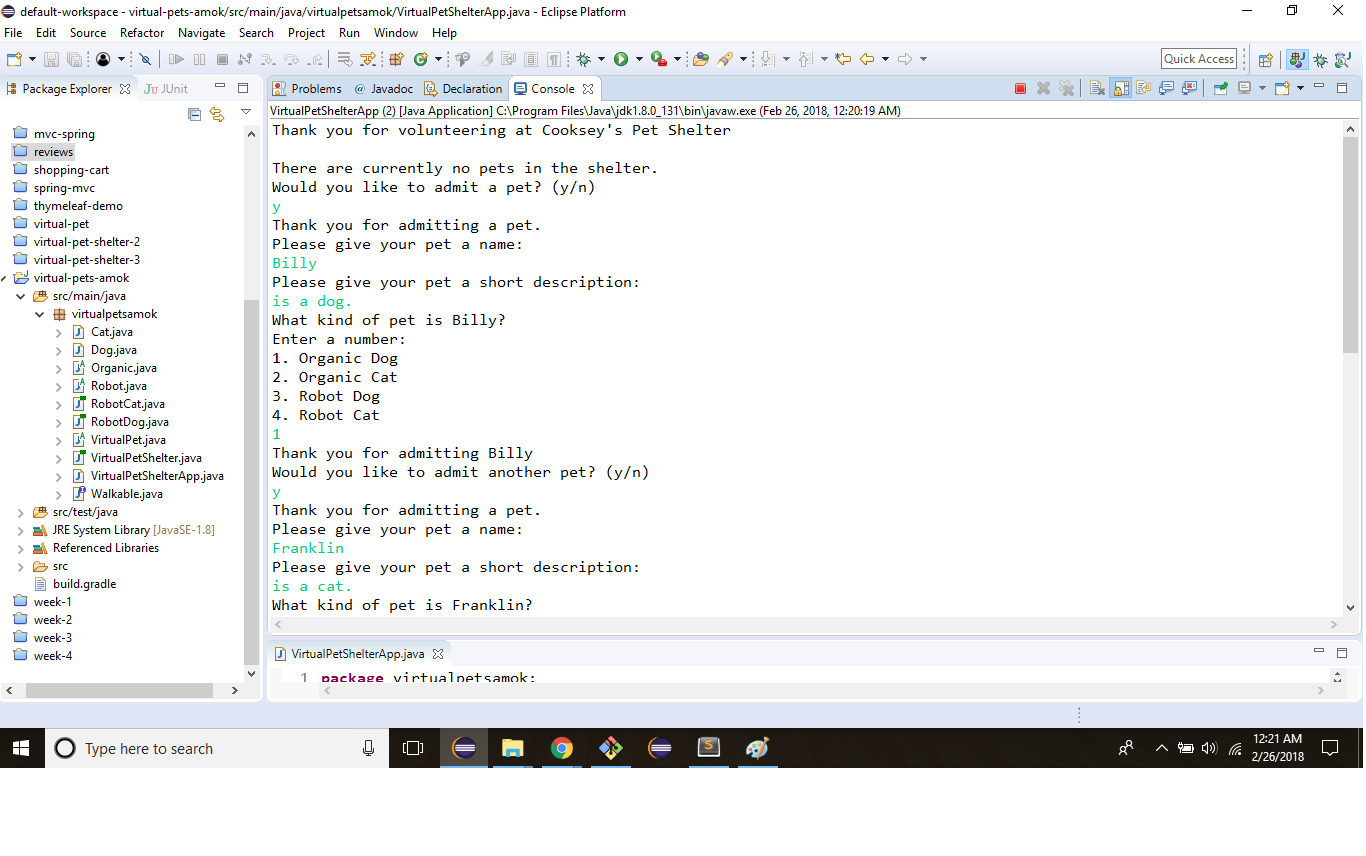 default-workspace - virtual-pets-amok/src/main/java/virtualpetsamok/VirtualPetShelterApp.java - Eclipse Platform
File Edit Source Refactor Navigate Search Project Run Window Help
Quick Access
Package Explorer JUnit
mvc-spring
reviews
shopping-cart
spring-mvc
thymeleaf-demo
virtual-pet
virtual-pet-shelter-2
virtual-pet-shelter-3
virtual-pets-amok
src/main/java
virtualpetsamok
Cat.java
Dog.java
Organic.java
Robot.java
RobotCat.java
RobotDog.java
VirtualPet.java
VirtualPetShelter.java
VirtualPetShelterApp.java
Walkable.java
src/test/java
JRE System Library [JavaSE-1.8]
Referenced Libraries
src
build.gradle
week-1
week-2
week-3
week-4
Problems @ Javadoc Declaration Console
VirtualPetShelterApp (2) [Java Application] C:\Program Files\Java\jdk1.8.0_131\bin\javaw.exe (Feb 26, 2018, 12:20:19 AM)
Thank you for volunteering at Cooksey's Pet Shelter
There are currently no pets in the shelter.
Would you like to admit a pet? (y/n)
y
Thank you for admitting a pet.
Please give your pet a name:
Billy
Please give your pet a short description:
is a dog.
What kind of pet is Billy?
Enter a number:
1. Organic Dog
2. Organic Cat
3. Robot Dog
4. Robot Cat
1
Thank you for admitting Billy
Would you like to admit another pet? (y/n)
y
Thank you for admitting a pet.
Please give your pet a name:
Franklin
Please give your pet a short description:
is a cat.
What kind of pet is Franklin?
VirtualPetShelterApp.java
1 package virtualpetsamok;
Type here to search
12:21 AM
2/26/2018